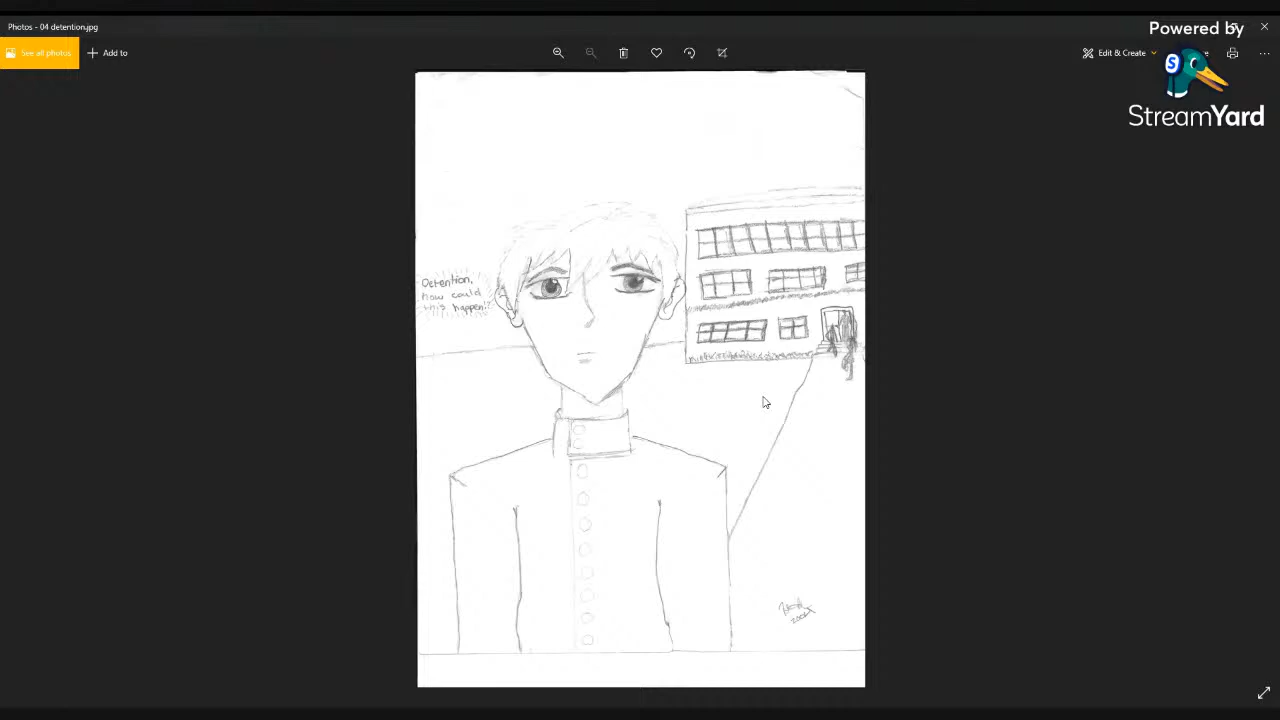 Photos - 04 detention.jpg
Powered by
See all photos
Add to
Edit & Create
S
StreamYard
Detention,
how could
this happen!?